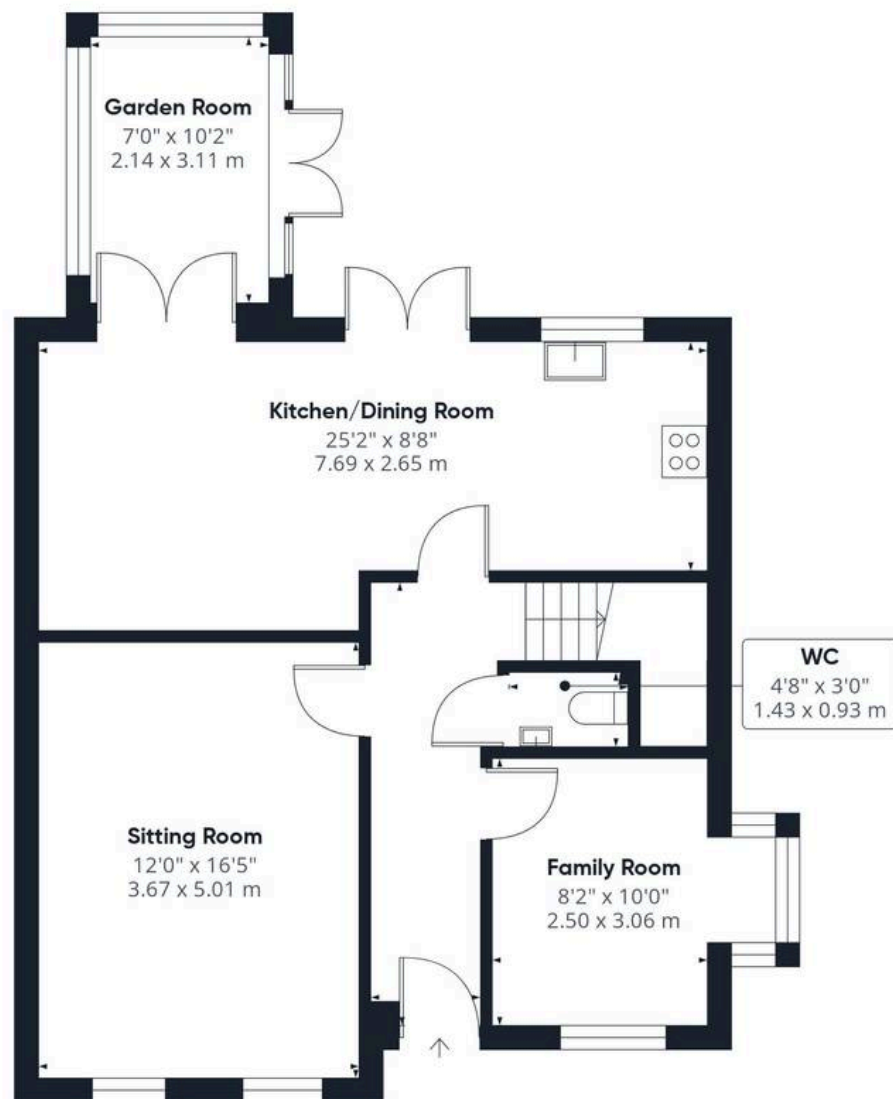 Garden Room
7'0" x 10'2"
2.14 x 3.11 m
Kitchen/Dining Room
25'2" x 8'8"
7.69 x 2.65 m
WC
4'8" x 3'0"
1.43 x 0.93 m
Sitting Room
12'0" x 16'5"
3.67 x 5.01 m
Family Room
8'2" x 10'0"
2.50 x 3.06 m